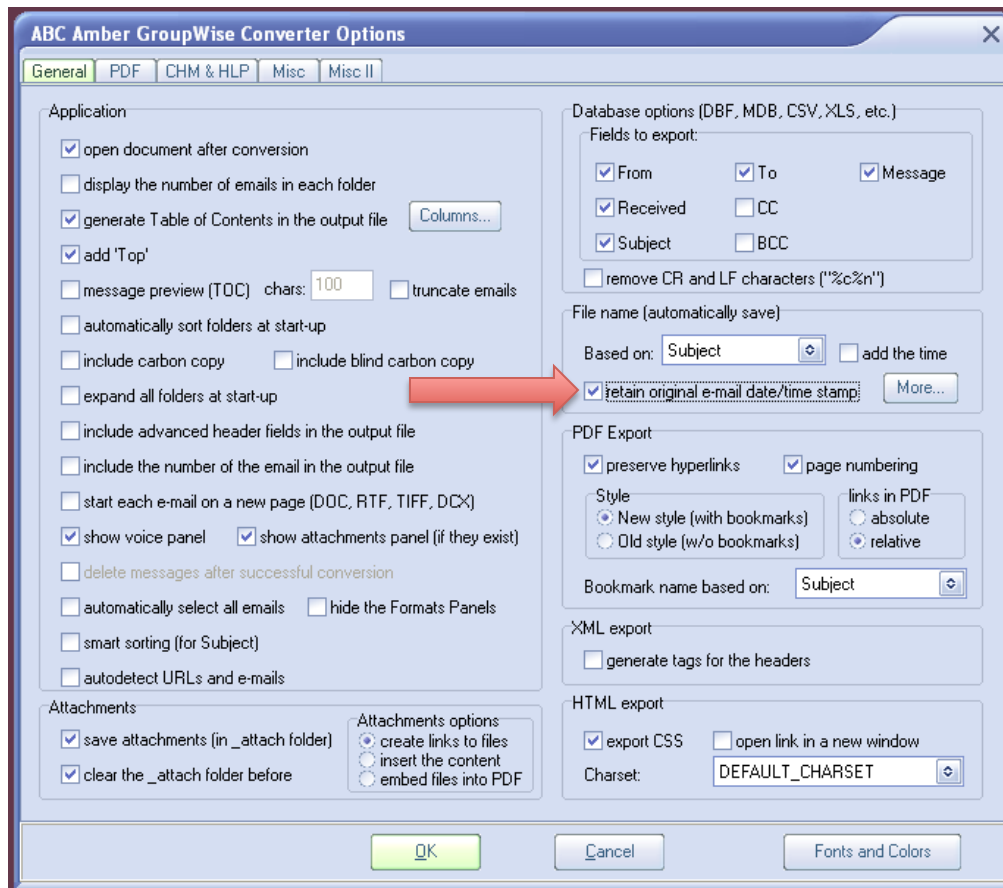 ABC Amber GroupWise Converter Options
General PDF CHM & HLP Misc Misc II
Application
open document after conversion
display the number of emails in each folder
generate Table of Contents in the output file Columns...
add 'Top'
message preview (TOC) chars: 100 truncate emails
automatically sort folders at start-up
include carbon copy include blind carbon copy
expand all folders at start-up
include advanced header fields in the output file
include the number of the email in the output file
start each e-mail on a new page (DOC, RTF, TIFF, DCX)
show voice panel show attachments panel (if they exist)
delete messages after successful conversion
automatically select all emails hide the Formats Panels
smart sorting (for Subject)
autodetect URLs and e-mails
Attachments
save attachments (in _attach folder)
clear the _attach folder before
Attachments options
create links to files
insert the content
embed files into PDF
Database options (DBF, MDB, CSV, XLS, etc.)
Fields to export:
From To Message
Received CC
Subject BCC
remove CR and LF characters ("%c%n")
File name (automatically save)
Based on: Subject add the time
retain original e-mail date/time stamp More...
PDF Export
preserve hyperlinks page numbering
Style
New style (with bookmarks)
Old style (w/o bookmarks)
links in PDF
absolute
relative
Bookmark name based on: Subject
XML export
generate tags for the headers
HTML export
export CSS open link in a new window
Charset: DEFAULT_CHARSET
OK Cancel Fonts and Colors